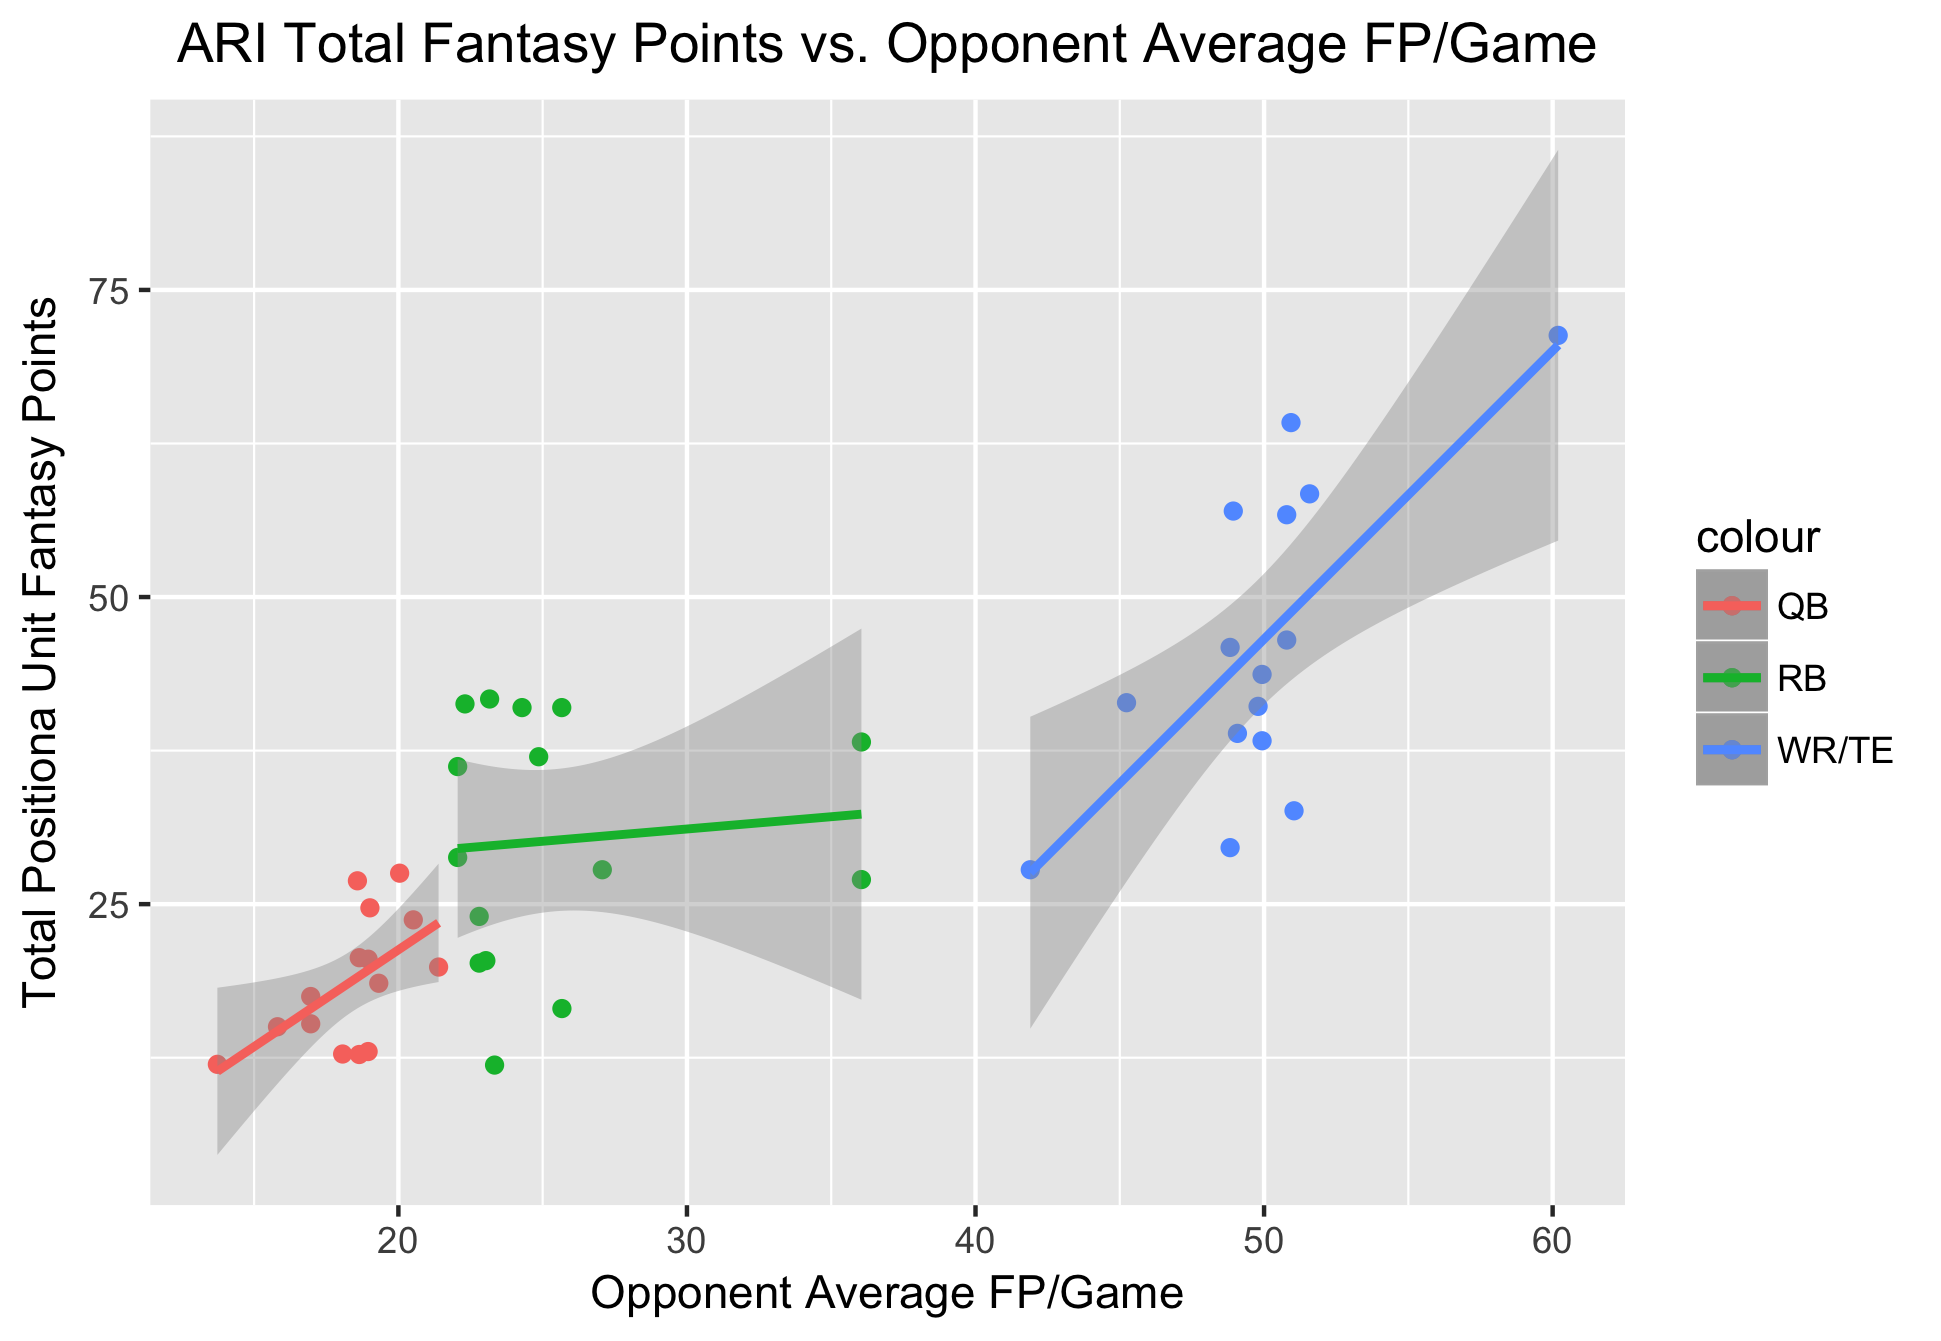 ARI Total Fantasy Points vs. Opponent Average FP/Game
Total Positiona Unit Fantasy Points
75
50
25
20 30 40 50 60
Opponent Average FP/Game
colour
QB
RB
WR/TE